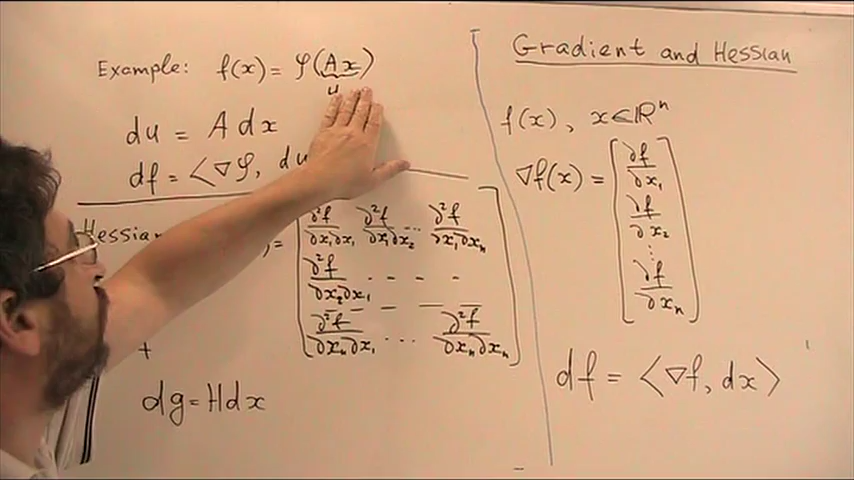 Example: f(x) = φ(Ax)
u
du = A dx
df = <∇φ, du
Hessian ) = [ ∂²f/∂x₁∂x₁ ∂²f/∂x₁∂x₂ ... ∂²f/∂x₁∂xₙ
∂²f/∂x₂∂x₁ - - - -
- - - -
∂²f/∂xₙ∂x₁ ... ∂²f/∂xₙ∂xₙ ]
+
dg = Hdx
Gradient and Hessian
f(x), x∈ℝⁿ
∇f(x) = [ ∂f/∂x₁
∂f/∂x₂
⋮
∂f/∂xₙ ]
df = <∇f, dx>